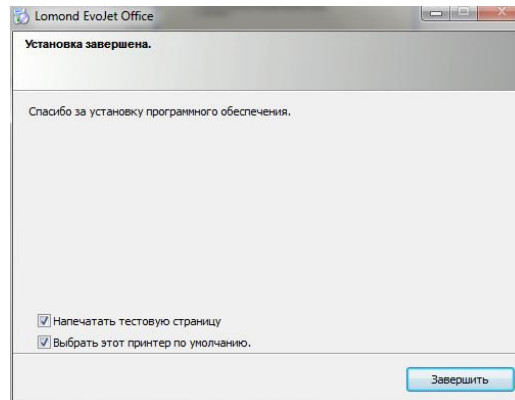 Lomond EvoJet Office
Установка завершена.
Спасибо за установку программного обеспечения.
Напечатать тестовую страницу
Выбрать этот принтер по умолчанию.
Завершить